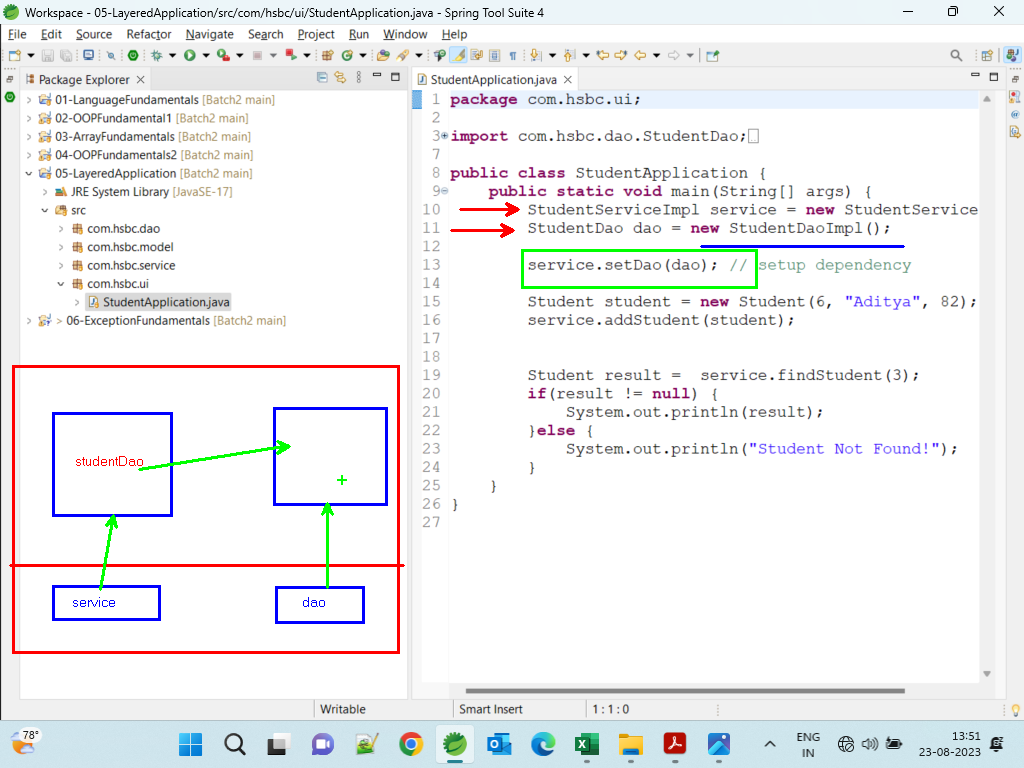 Workspace - 05-LayeredApplication/src/com/hsbc/ui/StudentApplication.java - Spring Tool Suite 4
File Edit Source Refactor Navigate Search Project Run Window Help
Package Explorer
StudentApplication.java
01-LanguageFundamentals [Batch2 main]
02-OOPFundamental1 [Batch2 main]
03-ArrayFundamentals [Batch2 main]
04-OOPFundamentals2 [Batch2 main]
05-LayeredApplication [Batch2 main]
JRE System Library [JavaSE-17]
src
com.hsbc.dao
com.hsbc.model
com.hsbc.service
com.hsbc.ui
StudentApplication.java
> 06-ExceptionFundamentals [Batch2 main]
studentDao
service
dao
1 package com.hsbc.ui;
2
3 import com.hsbc.dao.StudentDao;
7
8 public class StudentApplication {
9 public static void main(String[] args) {
10 StudentServiceImpl service = new StudentService
11 StudentDao dao = new StudentDaoImpl();
12
13 service.setDao(dao); // setup dependency
14
15 Student student = new Student(6, "Aditya", 82);
16 service.addStudent(student);
17
18
19 Student result = service.findStudent(3);
20 if(result != null) {
21 System.out.println(result);
22 }else {
23 System.out.println("Student Not Found!");
24 }
25 }
26 }
27
Writable
Smart Insert
1 : 1 : 0
78°
ENG
IN
13:51
23-08-2023